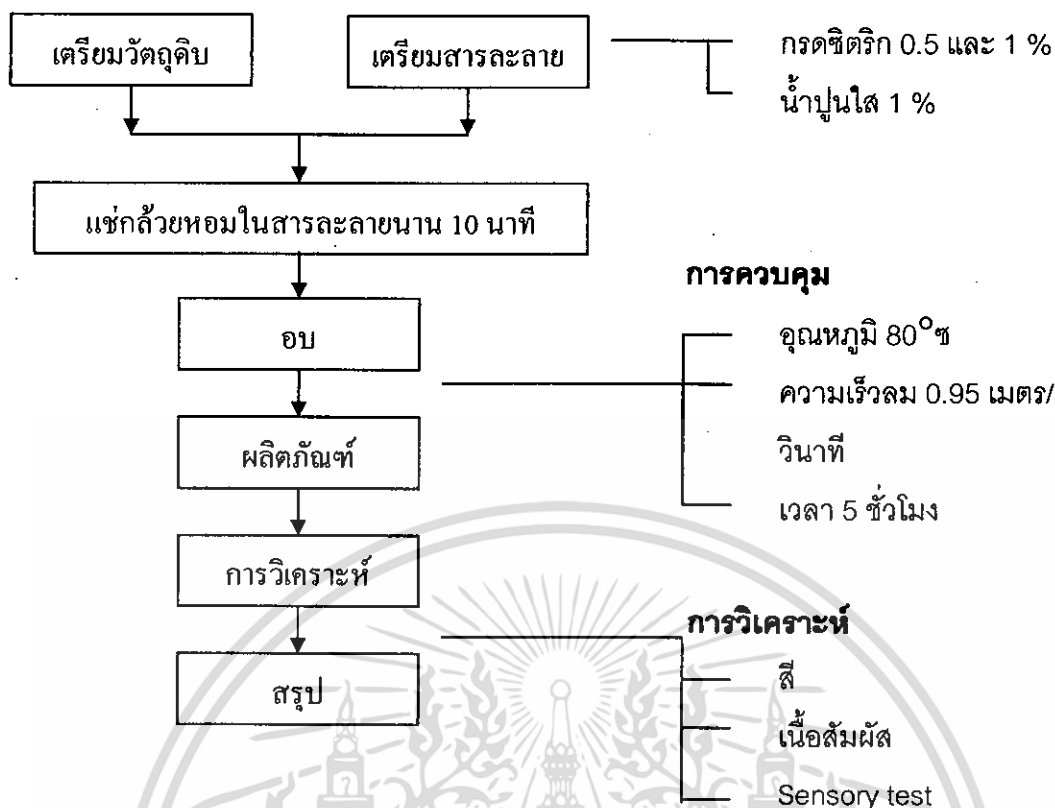 เตรียมวัตถุดิบ
เตรียมสารละลาย
กรดซิตริก 0.5 และ 1 %
น้ำปูนใส 1 %
แช่กล้วยหอมในสารละลายนาน 10 นาที
การควบคุม
อบ
อุณหภูมิ 80°ซ
ความเร็วลม 0.95 เมตร/
วินาที
ผลิตภัณฑ์
เวลา 5 ชั่วโมง
การวิเคราะห์
การวิเคราะห์
สรุป
สี
เนื้อสัมผัส
Sensory test